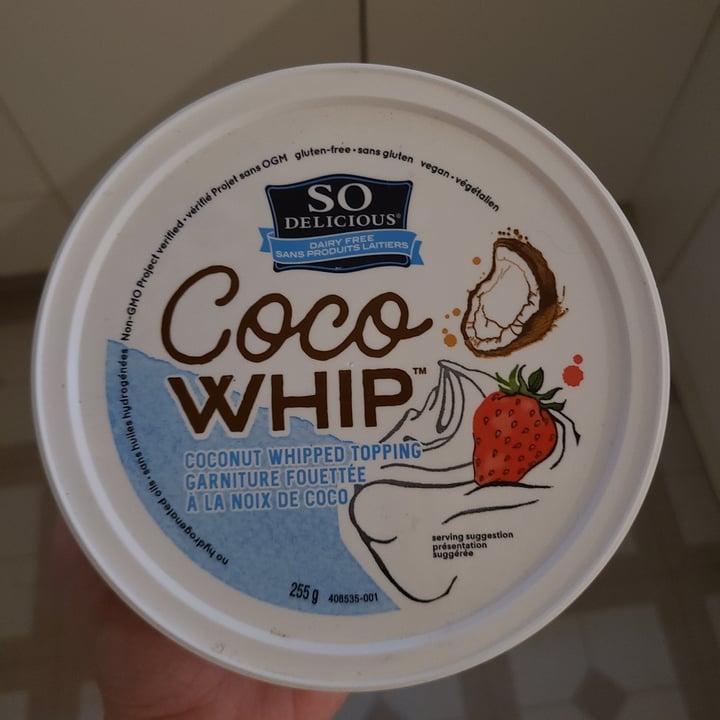 no hydrogenated oils • sans huiles hydrogénées Non-GMO Project verified • vérifié Projet sans OGM gluten-free • sans gluten vegan • végétalien
SO
DELICIOUS®
DAIRY FREE
SANS PRODUITS LAITIERS
Coco
WHIP™
COCONUT WHIPPED TOPPING
GARNITURE FOUETTÉE
À LA NOIX DE COCO
serving suggestion
présentation
suggérée
255 g 408535-001